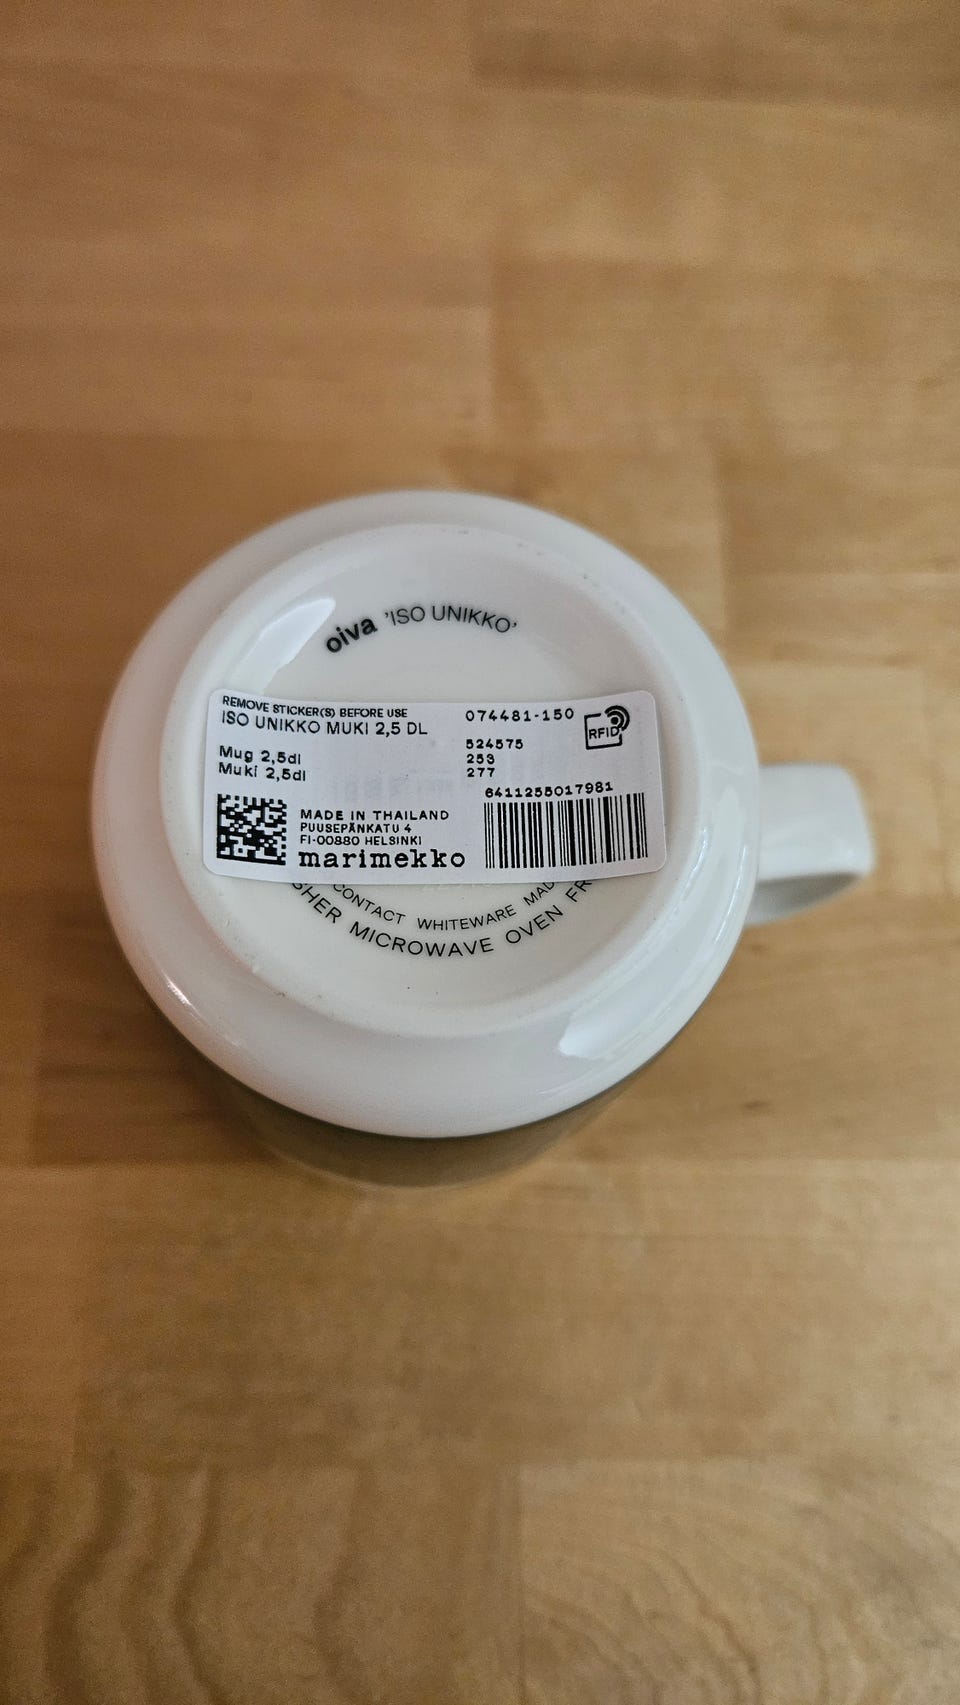 oiva 'ISO UNIKKO'
REMOVE STICKER(S) BEFORE USE
ISO UNIKKO MUKI 2,5 DL
074481-150
RFID
Mug 2,5dl
Muki 2,5dl
524575
253
277
6411255017981
MADE IN THAILAND
PUUSEPÄNKATU 4
FI-00880 HELSINKI
marimekko
CONTACT WHITEWARE
MICROWAVE OVEN